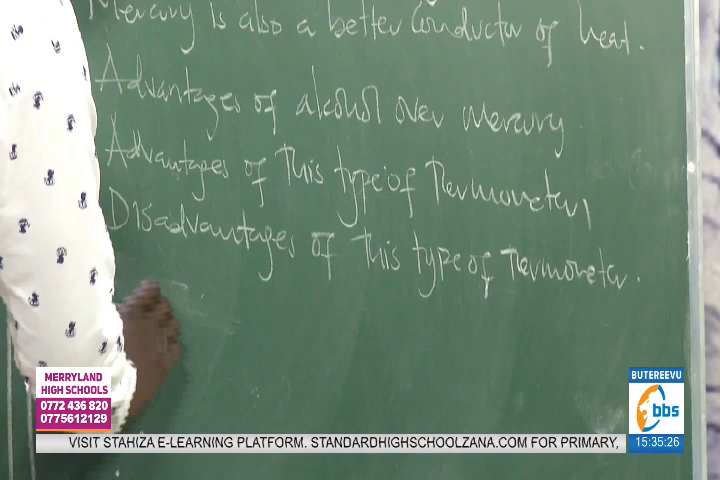 Mercury is also a better Conductor of heat.
Advantages of alcohol over Mercury
Advantages of this type of thermometer,
Disadvantages of this type of thermometer.
MERRYLAND
HIGH SCHOOLS
0772 436 820
0775612129
BUTEREEVU
bbs
15:35:26
VISIT STAHIZA E-LEARNING PLATFORM. STANDARDHIGHSCHOOLZANA.COM FOR PRIMARY,